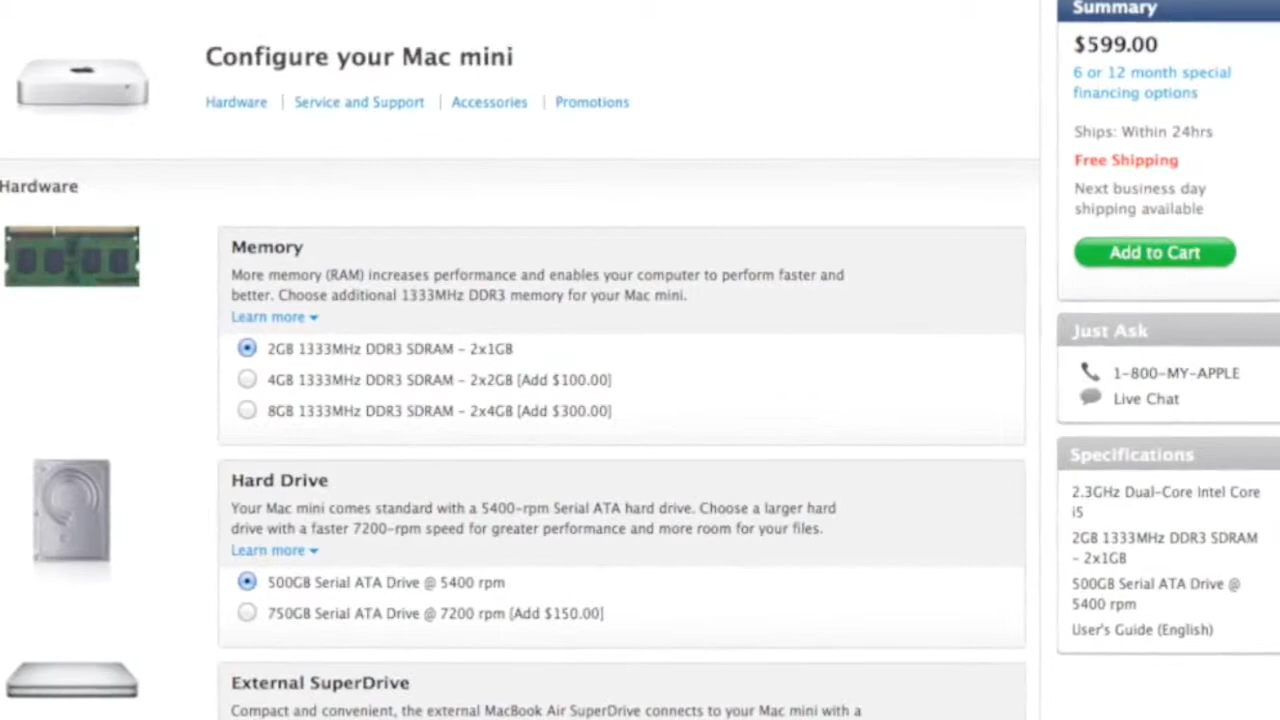 Configure your Mac mini
Hardware
Service and Support
Accessories
Promotions
Hardware
Memory
More memory (RAM) increases performance and enables your computer to perform faster and
better. Choose additional 1333MHz DDR3 memory for your Mac mini.
Learn more
2GB 1333MHz DDR3 SDRAM - 2x1GB
4GB 1333MHz DDR3 SDRAM - 2x2GB [Add $100.00]
8GB 1333MHz DDR3 SDRAM - 2x4GB [Add $300.00]
Hard Drive
Your Mac mini comes standard with a 5400-rpm Serial ATA hard drive. Choose a larger hard
drive with a faster 7200-rpm speed for greater performance and more room for your files.
Learn more
500GB Serial ATA Drive @ 5400 rpm
750GB Serial ATA Drive @ 7200 rpm [Add $150.00]
External SuperDrive
Compact and convenient, the external MacBook Air SuperDrive connects to your Mac mini with a
Summary
$599.00
6 or 12 month special
financing options
Ships: Within 24hrs
Free Shipping
Next business day
shipping available
Add to Cart
Just Ask
1-800-MY-APPLE
Live Chat
Specifications
2.3GHz Dual-Core Intel Core
i5
2GB 1333MHz DDR3 SDRAM
- 2x1GB
500GB Serial ATA Drive @
5400 rpm
User's Guide (English)